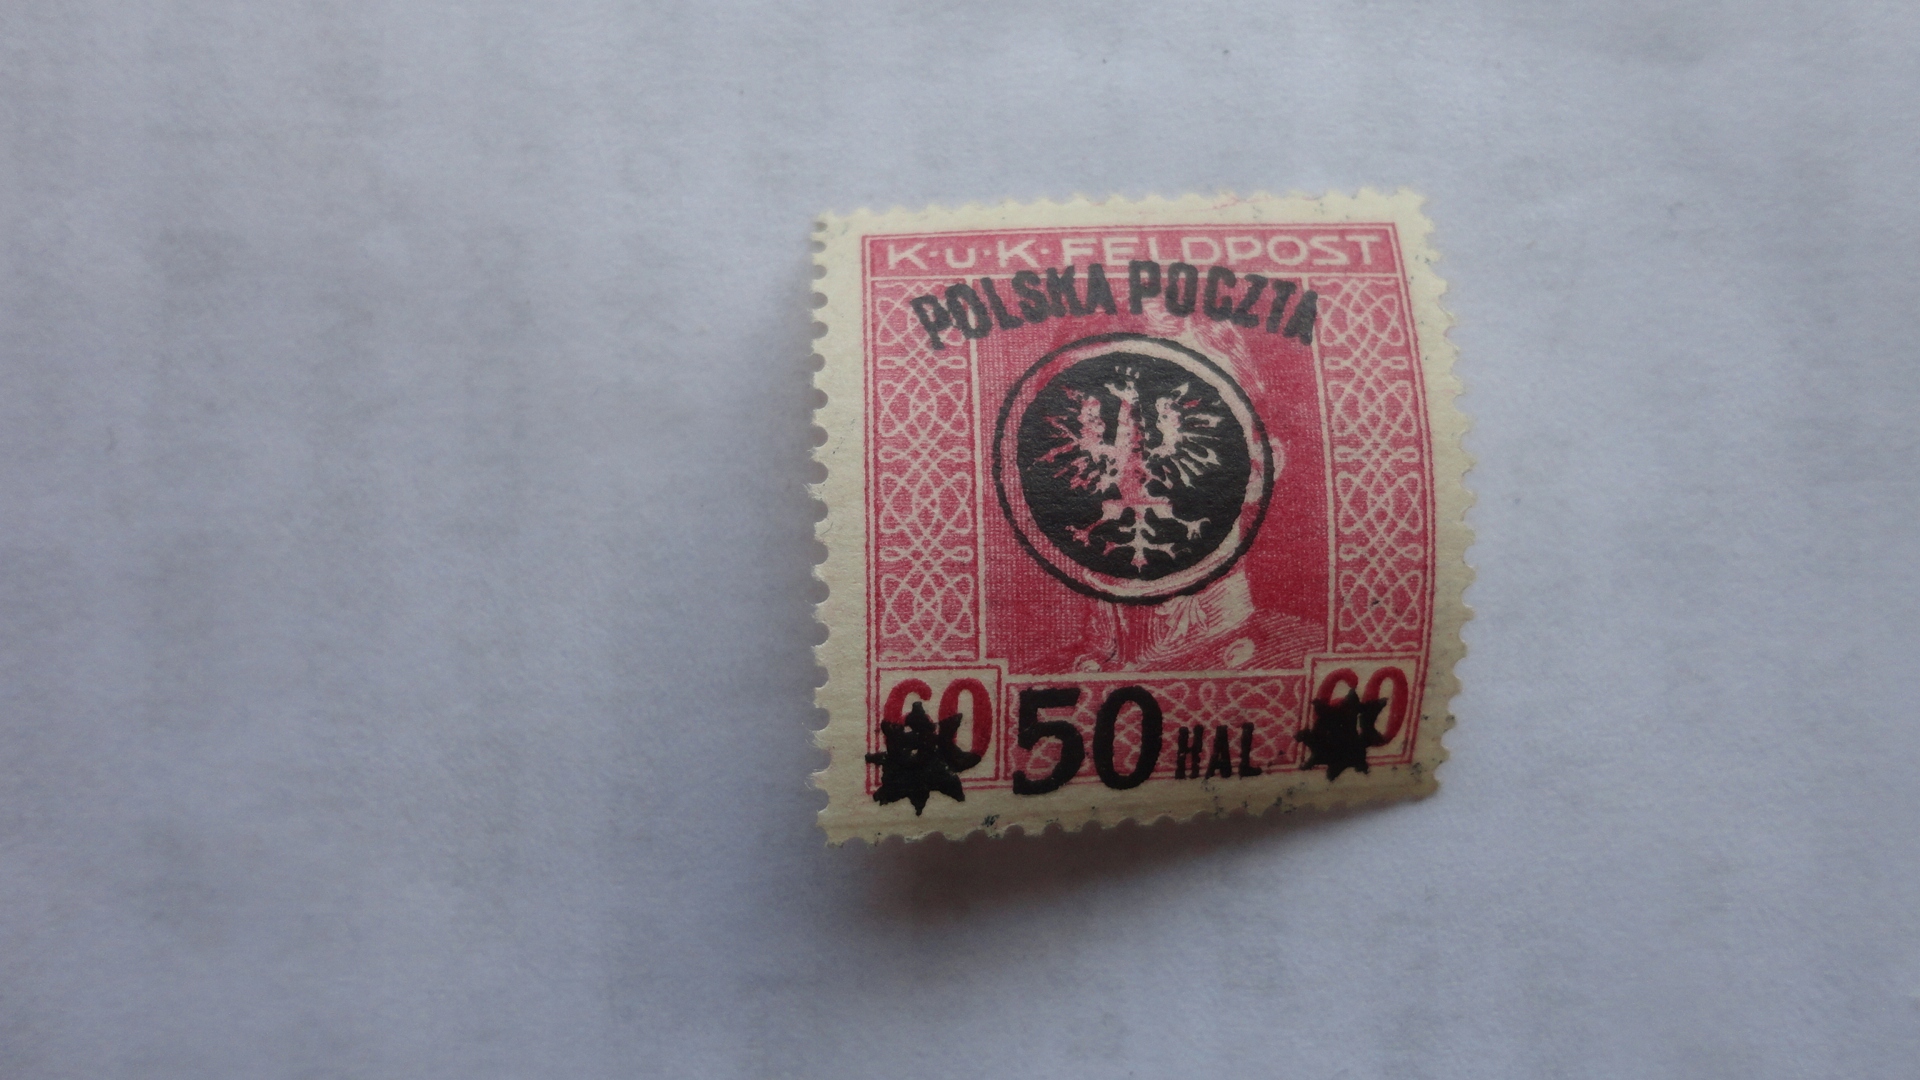 K·u·K·FELDPOST
POLSKA POCZTA
60 50 HAL. 60